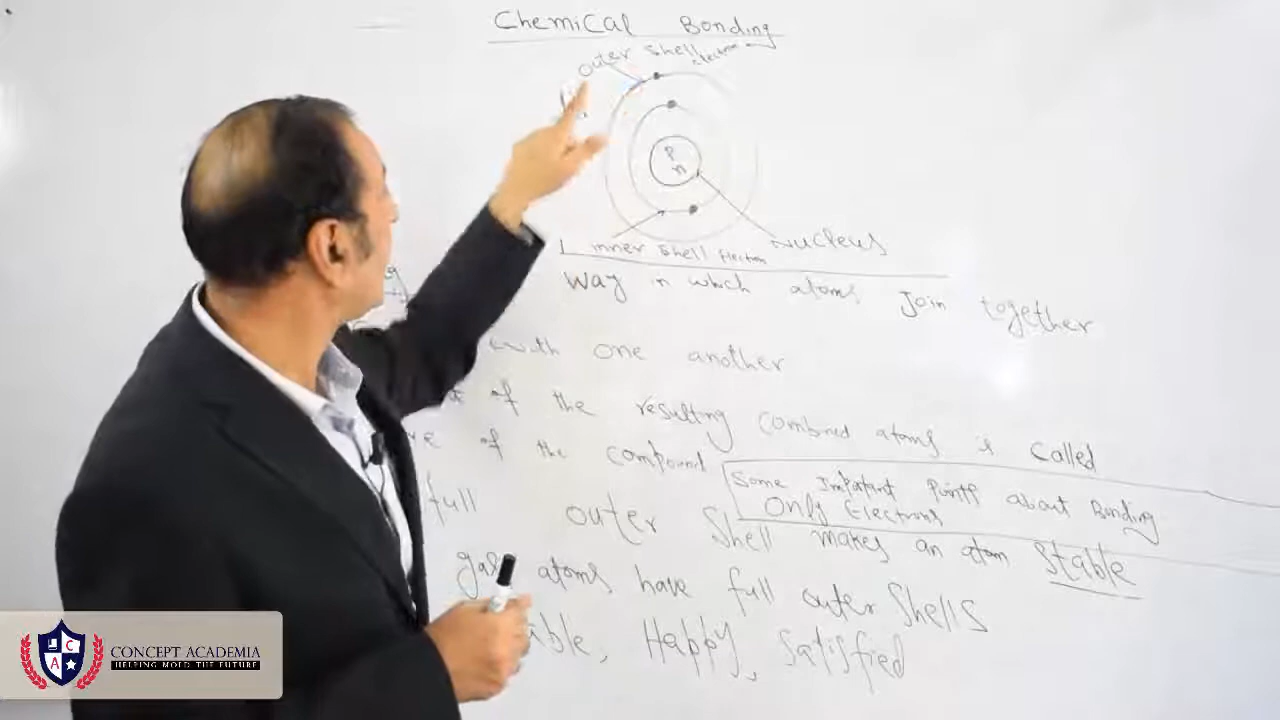 Chemical Bonding
outer shell electron
P
n
inner shell Electron
Nucleus
way in which atoms Join together
with one another
of the resulting combined atoms is called
of the compound
Some Impotant Points about Bonding
Only Electrons
full outer shell makes an atom stable
gas atoms have full outer shells
Happy, satisfied
A C
CONCEPT ACADEMIA
HELPING MOLD THE FUTURE